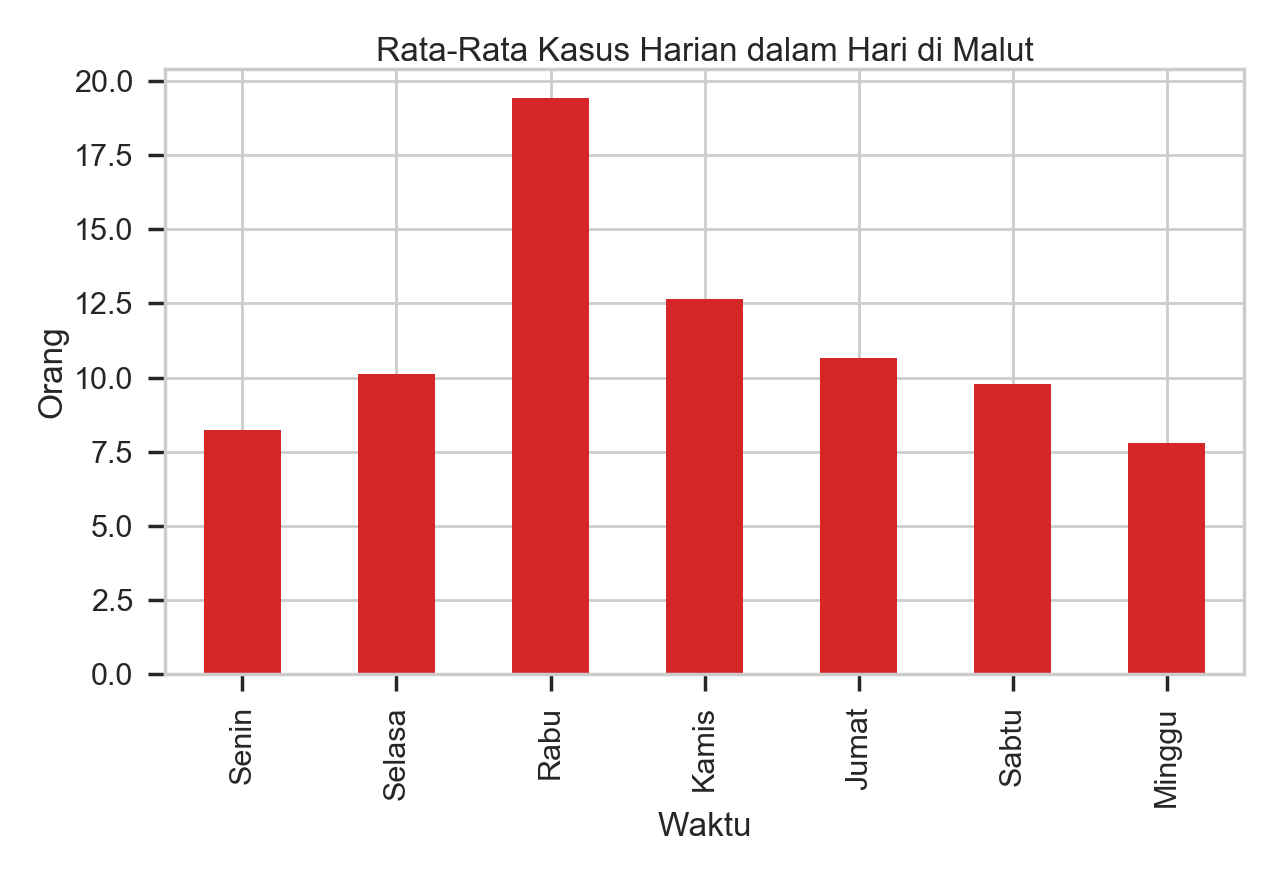 Rata-Rata Kasus Harian dalam Hari di Malut
20.0
17.5
15.0
12.5
10.0
7.5
5.0
2.5
0.0
Orang
Senin
Selasa
Rabu
Kamis
Jumat
Sabtu
Minggu
Waktu